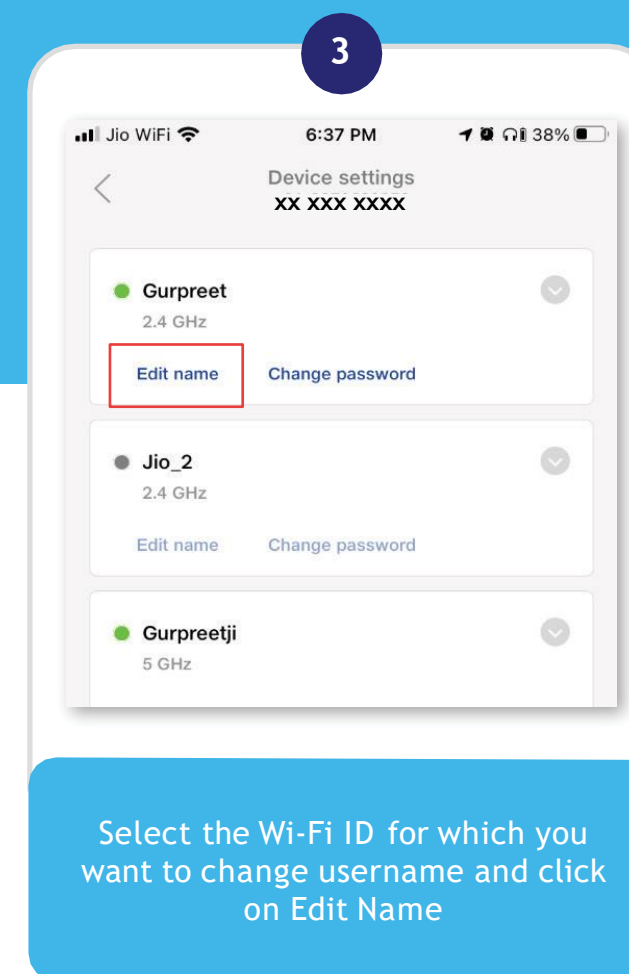 3
Jio WiFi 6:37 PM 38%
Device settings
XX XXX XXXX
Gurpreet
2.4 GHz
Edit name Change password
Jio_2
2.4 GHz
Edit name Change password
Gurpreetji
5 GHz
Select the Wi-Fi ID for which you
want to change username and click
on Edit Name